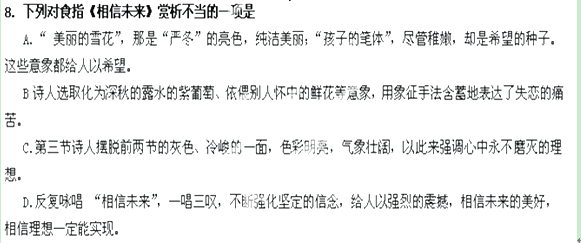 8. 下列对食指《相信未来》赏析不当的一项是
A.“ 美丽的雪花”,那是“严冬”的亮色,纯洁美丽;“孩子的笔体”,尽管稚嫩,却是希望的种子。
这些意象都给人以希望。
B诗人选取化为深秋的露水的紫葡萄、依偎别人怀中的鲜花等意象,用象征手法含蓄地表达了失恋的痛
苦。
C.第三节诗人摆脱前两节的灰色、冷峻的一面,色彩明亮,气象壮阔,以此来强调心中永不磨灭的理
想。
D.反复咏唱 “相信未来”,一唱三叹,不断强化坚定的信念,给人以强烈的震撼,相信未来的美好,
相信理想一定能实现。